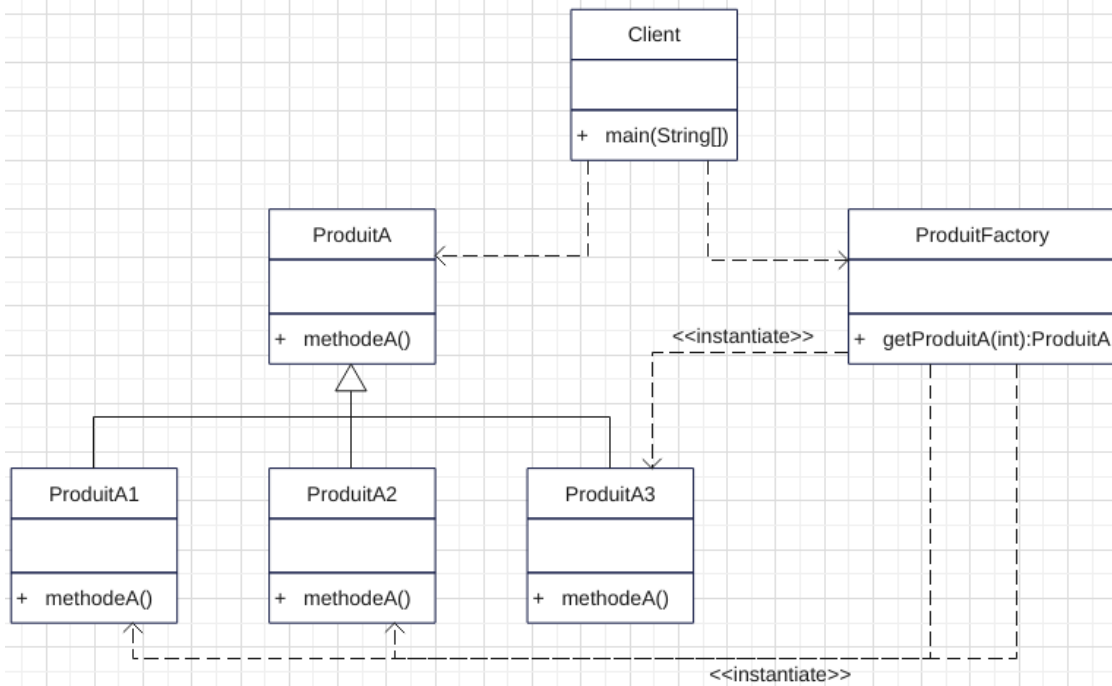 Client
+ main(String[])
ProduitA
+ methodeA()
ProduitFactory
+ getProduitA(int):ProduitA
<<instantiate>>
ProduitA1
+ methodeA()
ProduitA2
+ methodeA()
ProduitA3
+ methodeA()
<<instantiate>>